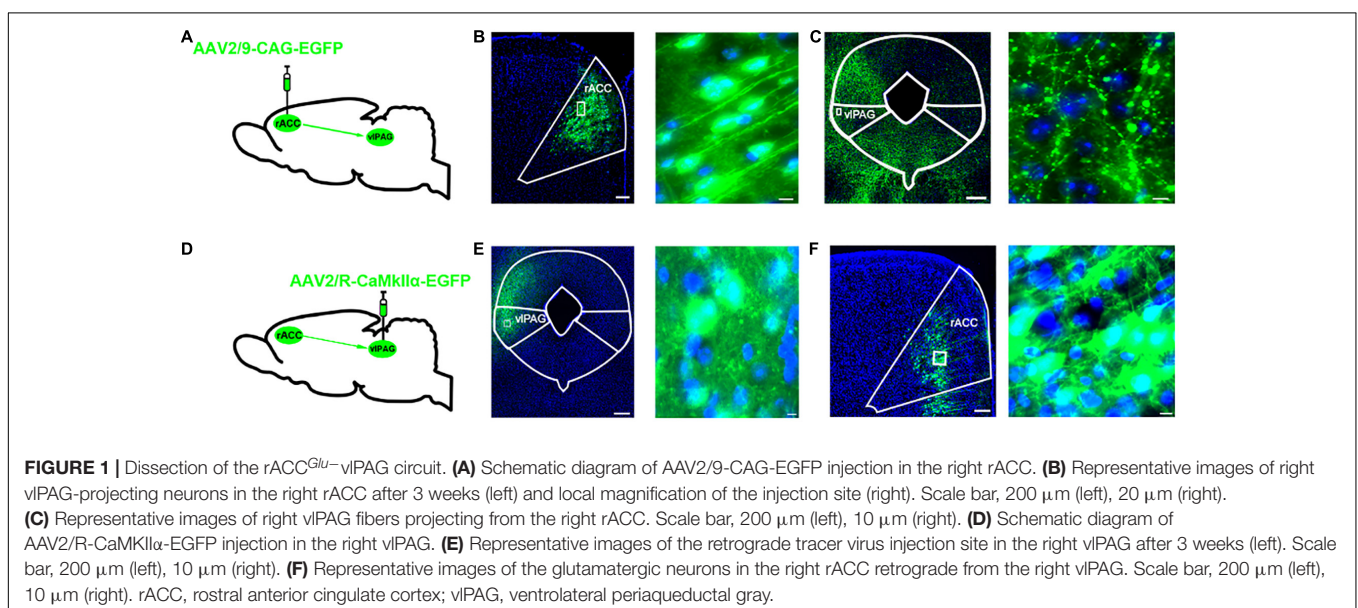 A
AAV2/9-CAG-EGFP
rACC
vlPAG
B
rACC
C
vlPAG
D
AAV2/R-CaMkIIα-EGFP
rACC
vlPAG
E
vlPAG
F
rACC
FIGURE 1 | Dissection of the rACCGlu−vlPAG circuit. (A) Schematic diagram of AAV2/9-CAG-EGFP injection in the right rACC. (B) Representative images of right
vlPAG-projecting neurons in the right rACC after 3 weeks (left) and local magnification of the injection site (right). Scale bar, 200 μm (left), 20 μm (right).
(C) Representative images of right vlPAG fibers projecting from the right rACC. Scale bar, 200 μm (left), 10 μm (right). (D) Schematic diagram of
AAV2/R-CaMKIIα-EGFP injection in the right vlPAG. (E) Representative images of the retrograde tracer virus injection site in the right vlPAG after 3 weeks (left). Scale
bar, 200 μm (left), 10 μm (right). (F) Representative images of the glutamatergic neurons in the right rACC retrograde from the right vlPAG. Scale bar, 200 μm (left),
10 μm (right). rACC, rostral anterior cingulate cortex; vlPAG, ventrolateral periaqueductal gray.